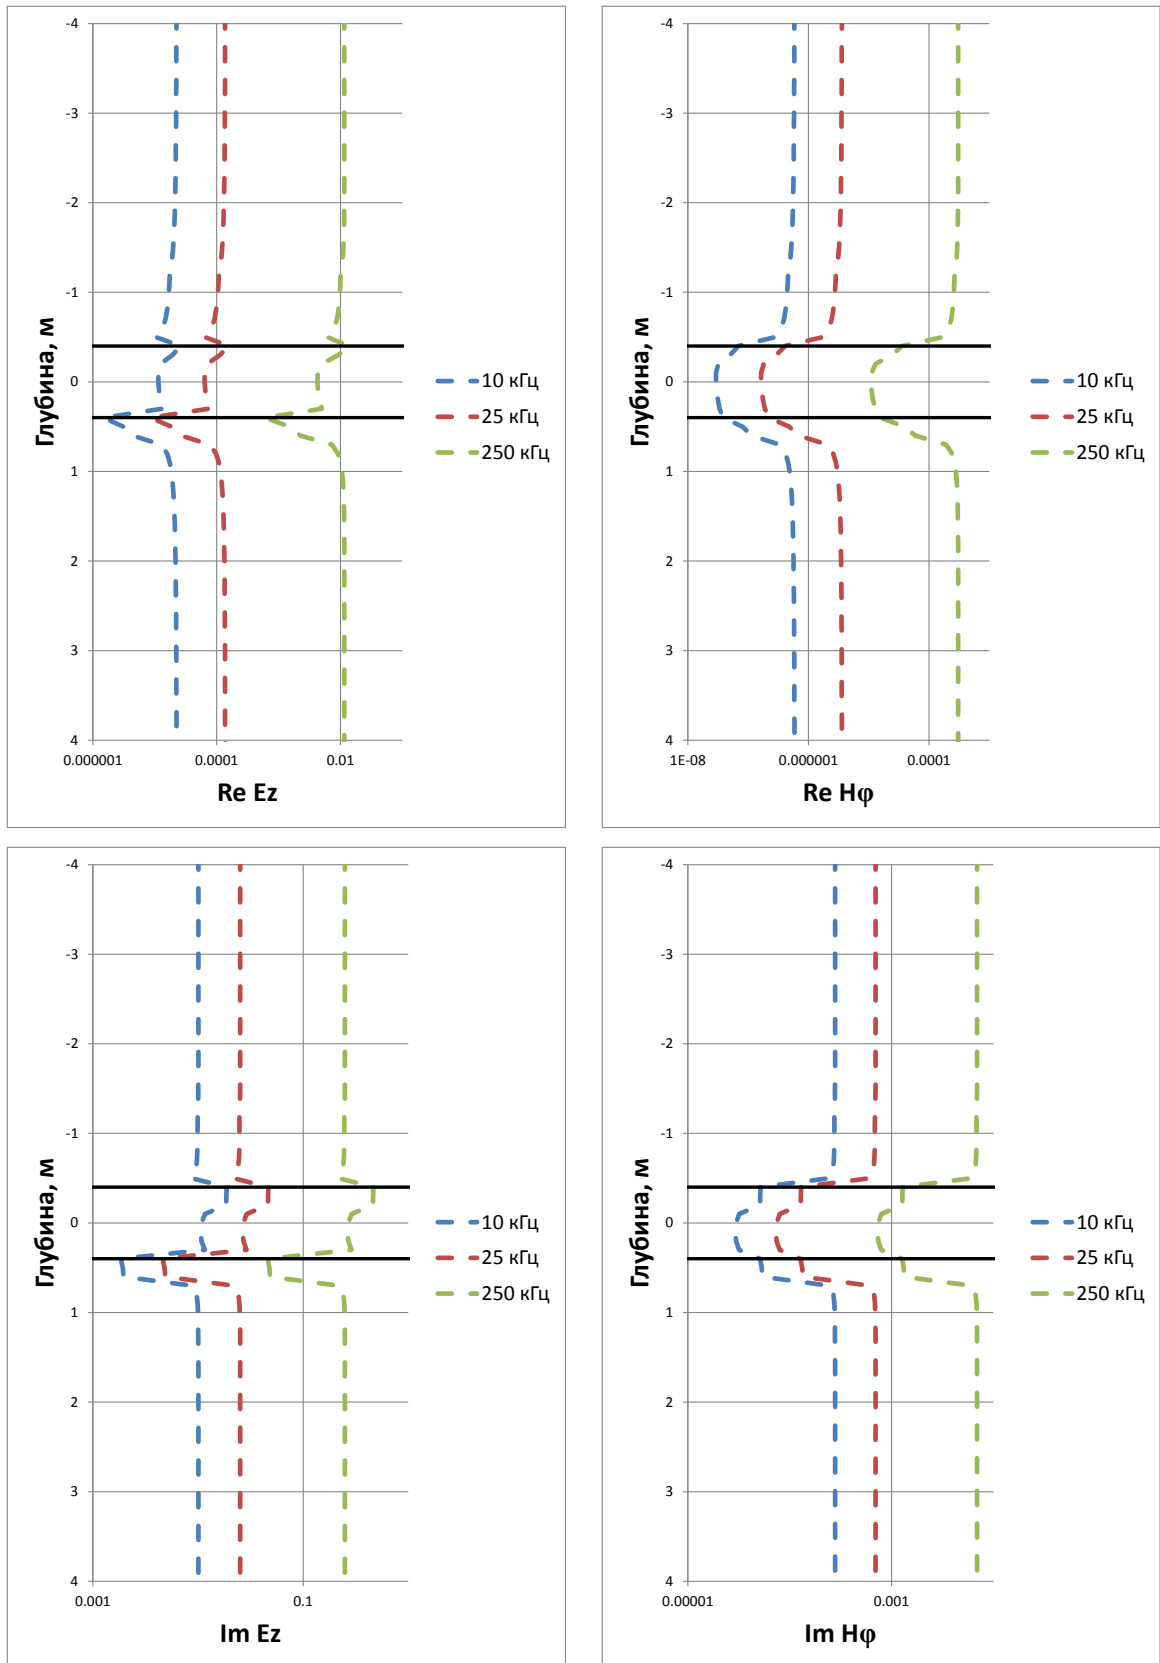 -4
-3
-2
-1
0
1
2
3
4
Глубина, м
0.000001
0.0001
0.01
Re Ez
10 кГц
25 кГц
250 кГц
-4
-3
-2
-1
0
1
2
3
4
Глубина, м
1E-08
0.000001
0.0001
Re Hφ
10 кГц
25 кГц
250 кГц
-4
-3
-2
-1
0
1
2
3
4
Глубина, м
0.001
0.1
Im Ez
10 кГц
25 кГц
250 кГц
-4
-3
-2
-1
0
1
2
3
4
Глубина, м
0.00001
0.001
Im Hφ
10 кГц
25 кГц
250 кГц